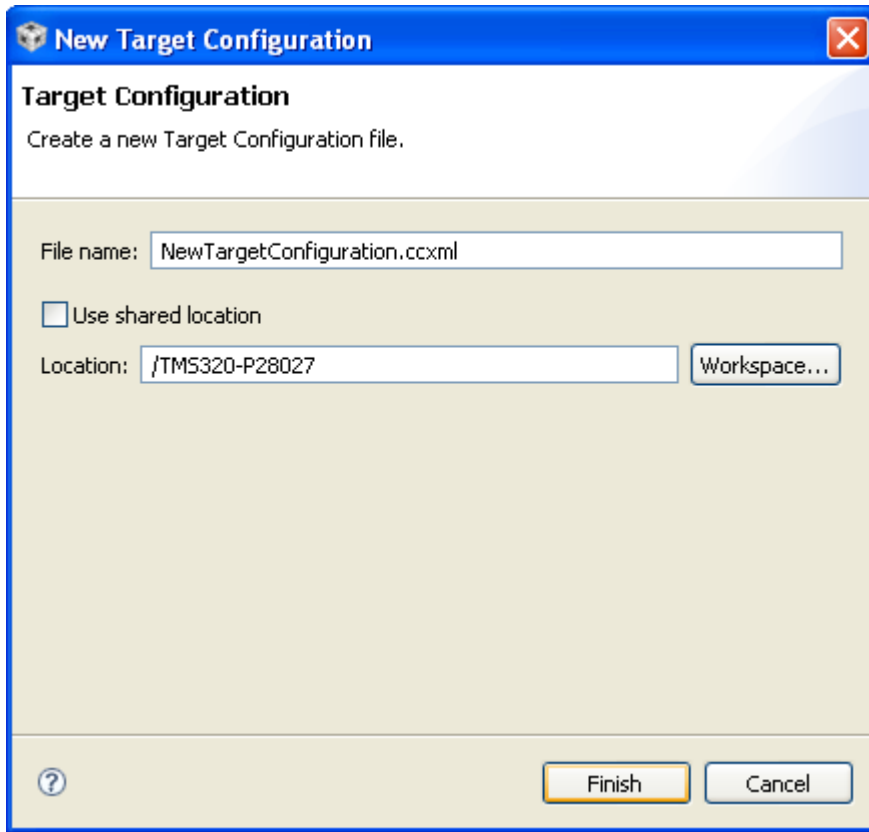 New Target Configuration
Target Configuration
Create a new Target Configuration file.
File name: NewTargetConfiguration.ccxml
Use shared location
Location: /TMS320-P28027 Workspace...
Finish Cancel